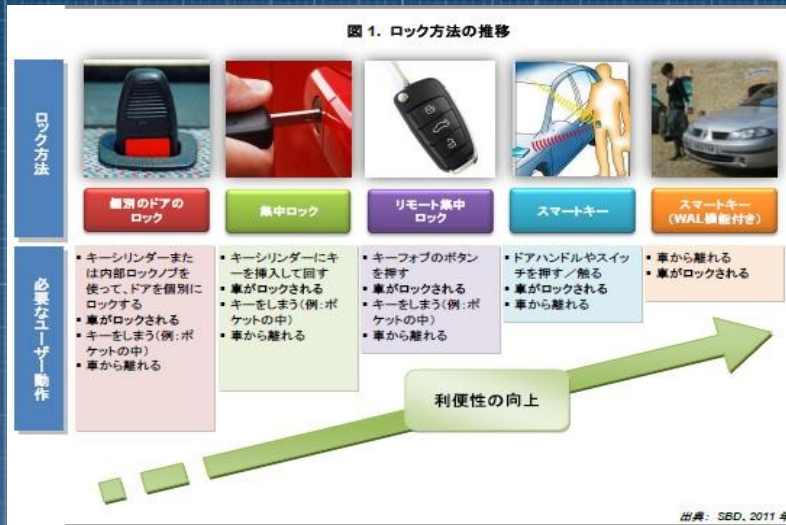 図 1. ロック方法の推移
ロック方法
個別のドアの
ロック
集中ロック
リモート集中
ロック
スマートキー
スマートキー
(WAL機能付き)
必要なユーザー動作
▪ キーシリンダーまた
は内部ロックノブを
使って、ドアを個別に
ロックする
▪ 車がロックされる
▪ キーをしまう(例:ポ
ケットの中)
▪ 車から離れる
▪ キーシリンダーにキ
ーを挿入して回す
▪ 車がロックされる
▪ キーをしまう(例:ポ
ケットの中)
▪ 車から離れる
▪ キーフォブのボタン
を押す
▪ 車がロックされる
▪ キーをしまう(例:ポ
ケットの中)
▪ 車から離れる
▪ ドアハンドルやスイッ
チを押す/触る
▪ 車がロックされる
▪ 車から離れる
▪ 車から離れる
▪ 車がロックされる
利便性の向上
出典: SBD、2011 年